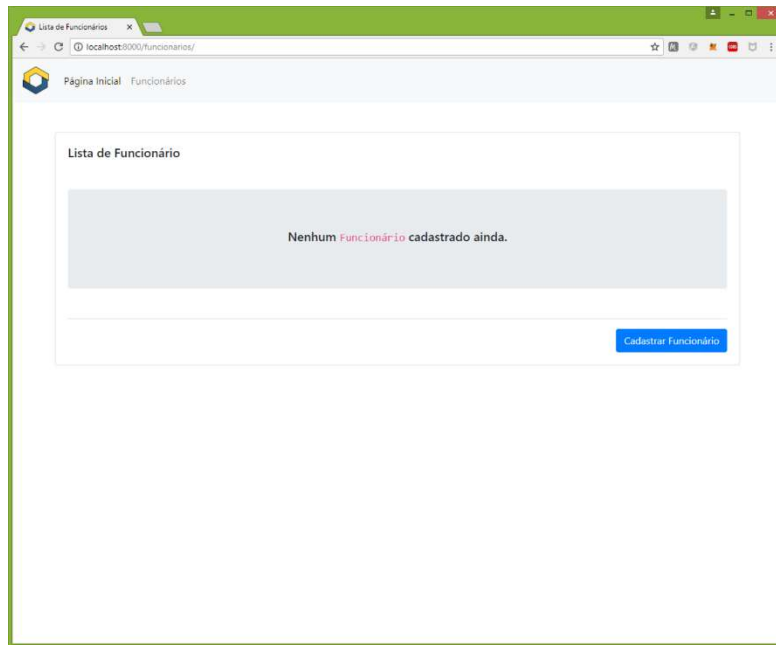 Lista de Funcionários
localhost:8000/funcionarios/
Página Inicial Funcionários
Lista de Funcionário
Nenhum Funcionário cadastrado ainda.
Cadastrar Funcionário